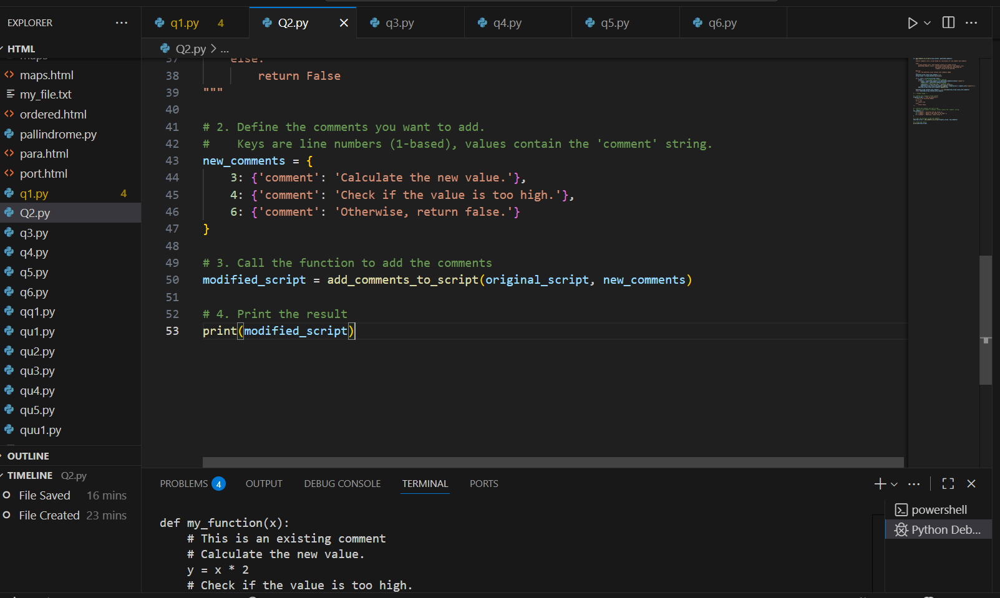 EXPLORER
HTML
maps
maps.html
my_file.txt
ordered.html
pallindrome.py
para.html
port.html
q1.py 4
Q2.py
q3.py
q4.py
q5.py
q6.py
qq1.py
qu1.py
qu2.py
qu3.py
qu4.py
qu5.py
quu1.py
OUTLINE
TIMELINE Q2.py
File Saved 16 mins
File Created 23 mins
q1.py 4 Q2.py q3.py q4.py q5.py q6.py
Q2.py > ...
37 else:
38 return False
39 """
40
41 # 2. Define the comments you want to add.
42 #    Keys are line numbers (1-based), values contain the 'comment' string.
43 new_comments = {
44     3: {'comment': 'Calculate the new value.'},
45     4: {'comment': 'Check if the value is too high.'},
46     6: {'comment': 'Otherwise, return false.'}
47 }
48
49 # 3. Call the function to add the comments
50 modified_script = add_comments_to_script(original_script, new_comments)
51
52 # 4. Print the result
53 print(modified_script)
PROBLEMS 4 OUTPUT DEBUG CONSOLE TERMINAL PORTS
def my_function(x):
    # This is an existing comment
    # Calculate the new value.
    y = x * 2
    # Check if the value is too high.
powershell
Python Deb...